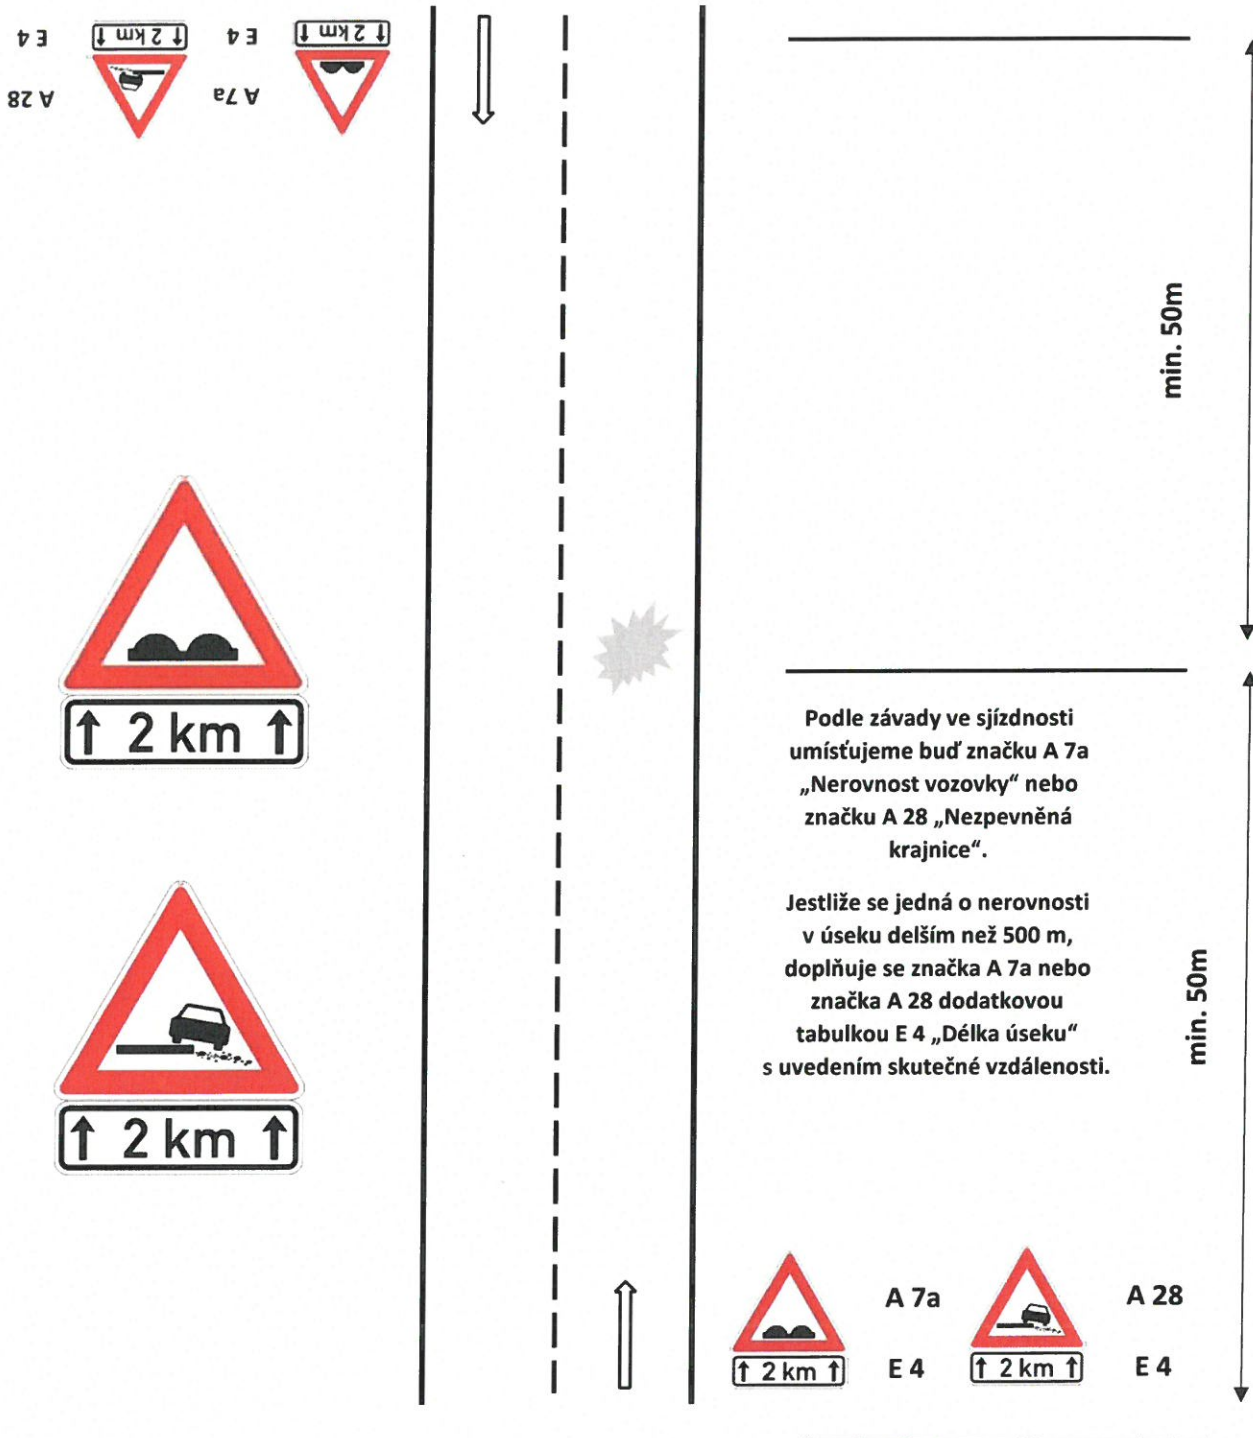 E 4
2 km
E 4
2 km
A 28
A 7a
min. 50m
2 km
Podle závady ve sjízdnosti
umísťujeme buď značku A 7a
„Nerovnost vozovky“ nebo
značku A 28 „Nezpevněná
krajnice“.
Jestliže se jedná o nerovnosti
v úseku delším než 500 m,
doplňuje se značka A 7a nebo
značka A 28 dodatkovou
tabulkou E 4 „Délka úseku“
s uvedením skutečné vzdálenosti.
min. 50m
2 km
A 7a
A 28
2 km
E 4
2 km
E 4